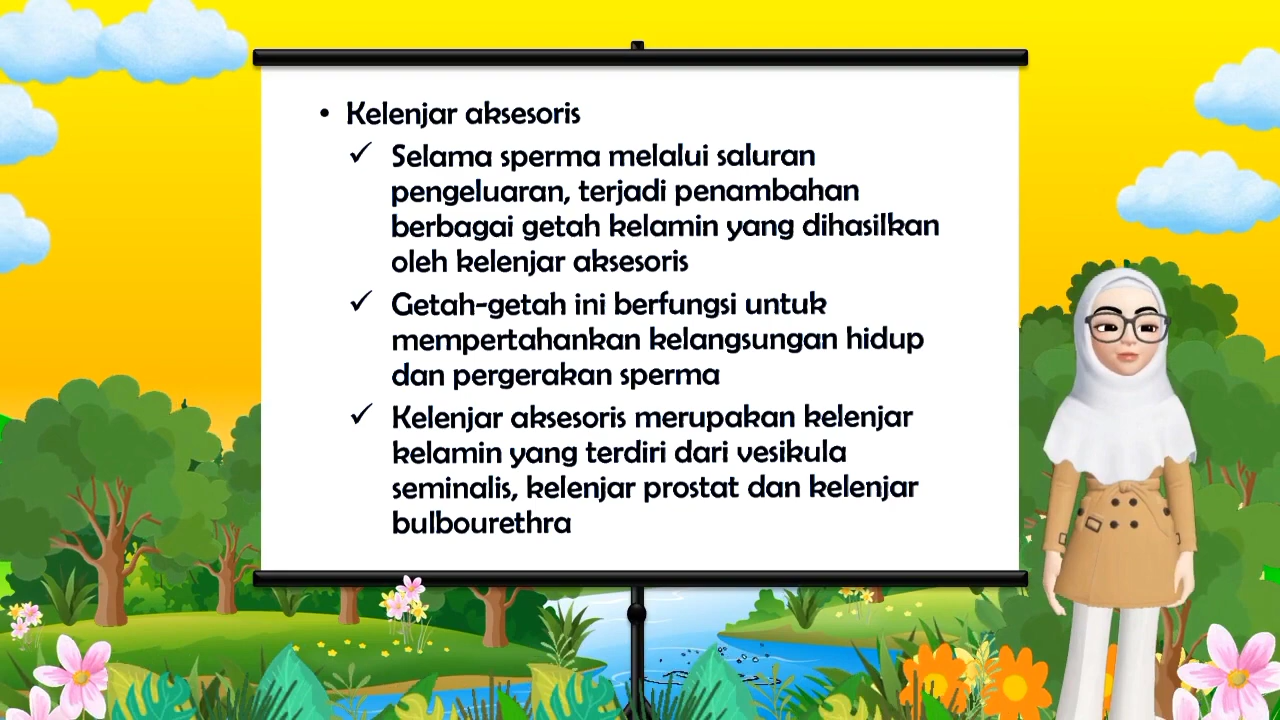 • Kelenjar aksesoris
✓ Selama sperma melalui saluran
pengeluaran, terjadi penambahan
berbagai getah kelamin yang dihasilkan
oleh kelenjar aksesoris
✓ Getah-getah ini berfungsi untuk
mempertahankan kelangsungan hidup
dan pergerakan sperma
✓ Kelenjar aksesoris merupakan kelenjar
kelamin yang terdiri dari vesikula
seminalis, kelenjar prostat dan kelenjar
bulbourethra